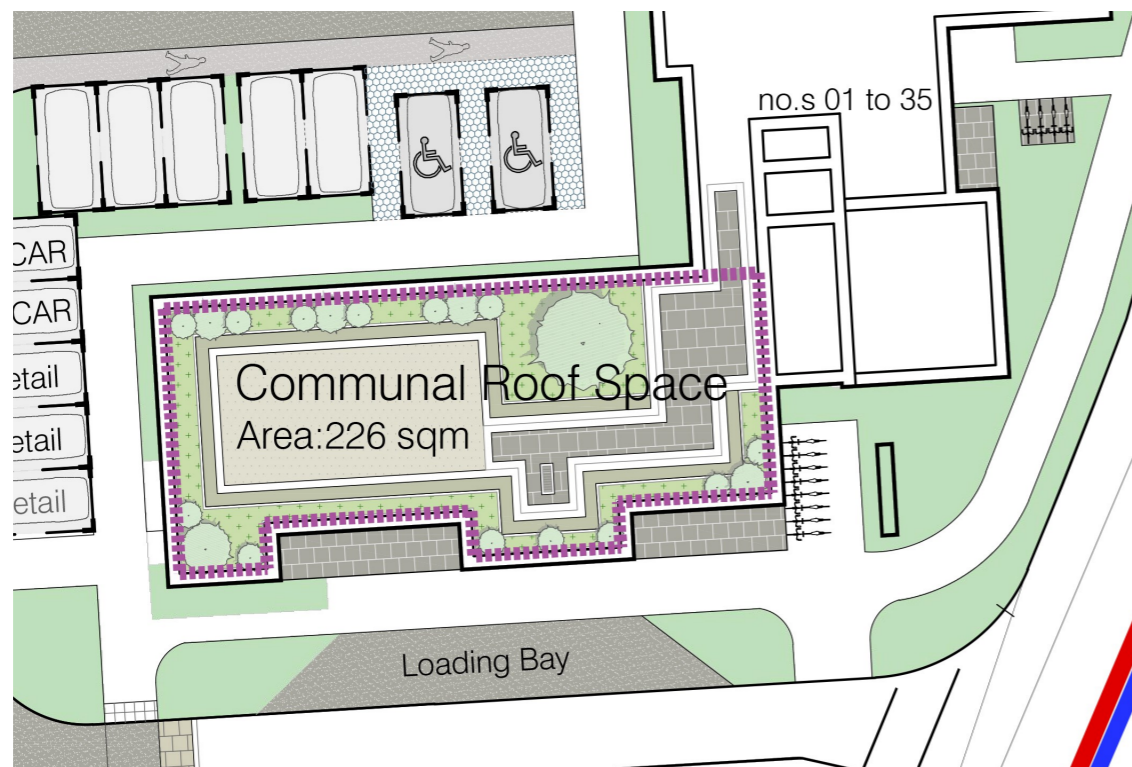 no.s 01 to 35
CAR
CAR
etail
etail
etail
Communal Roof Space
Area:226 sqm
Loading Bay